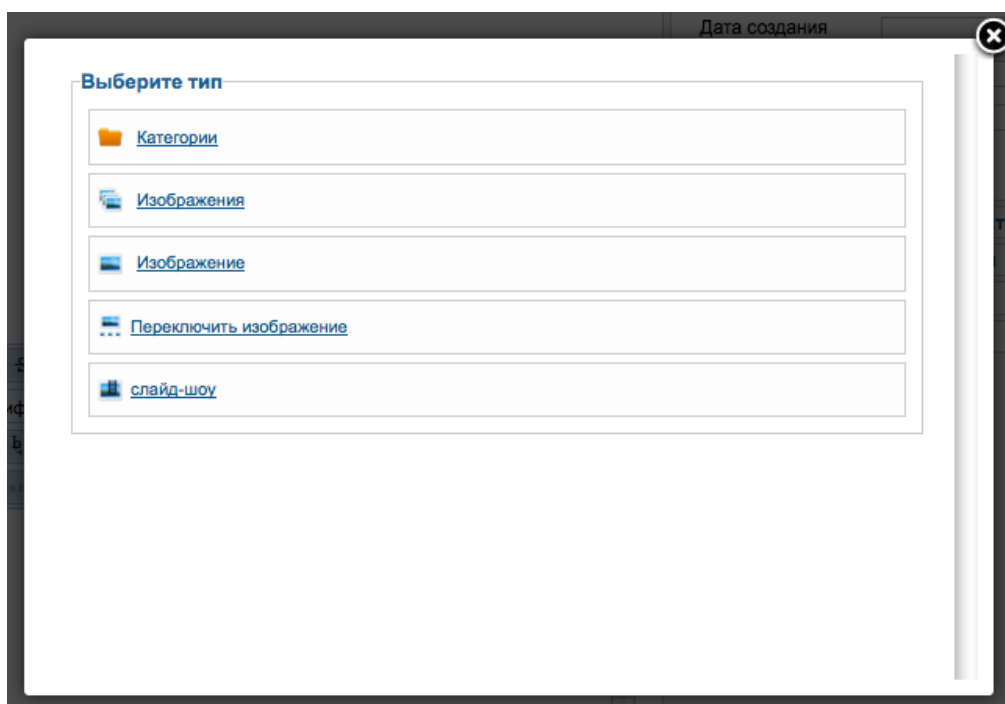 Дата создания
Выберите тип
Категории
Изображения
Изображение
Переключить изображение
слайд-шоу